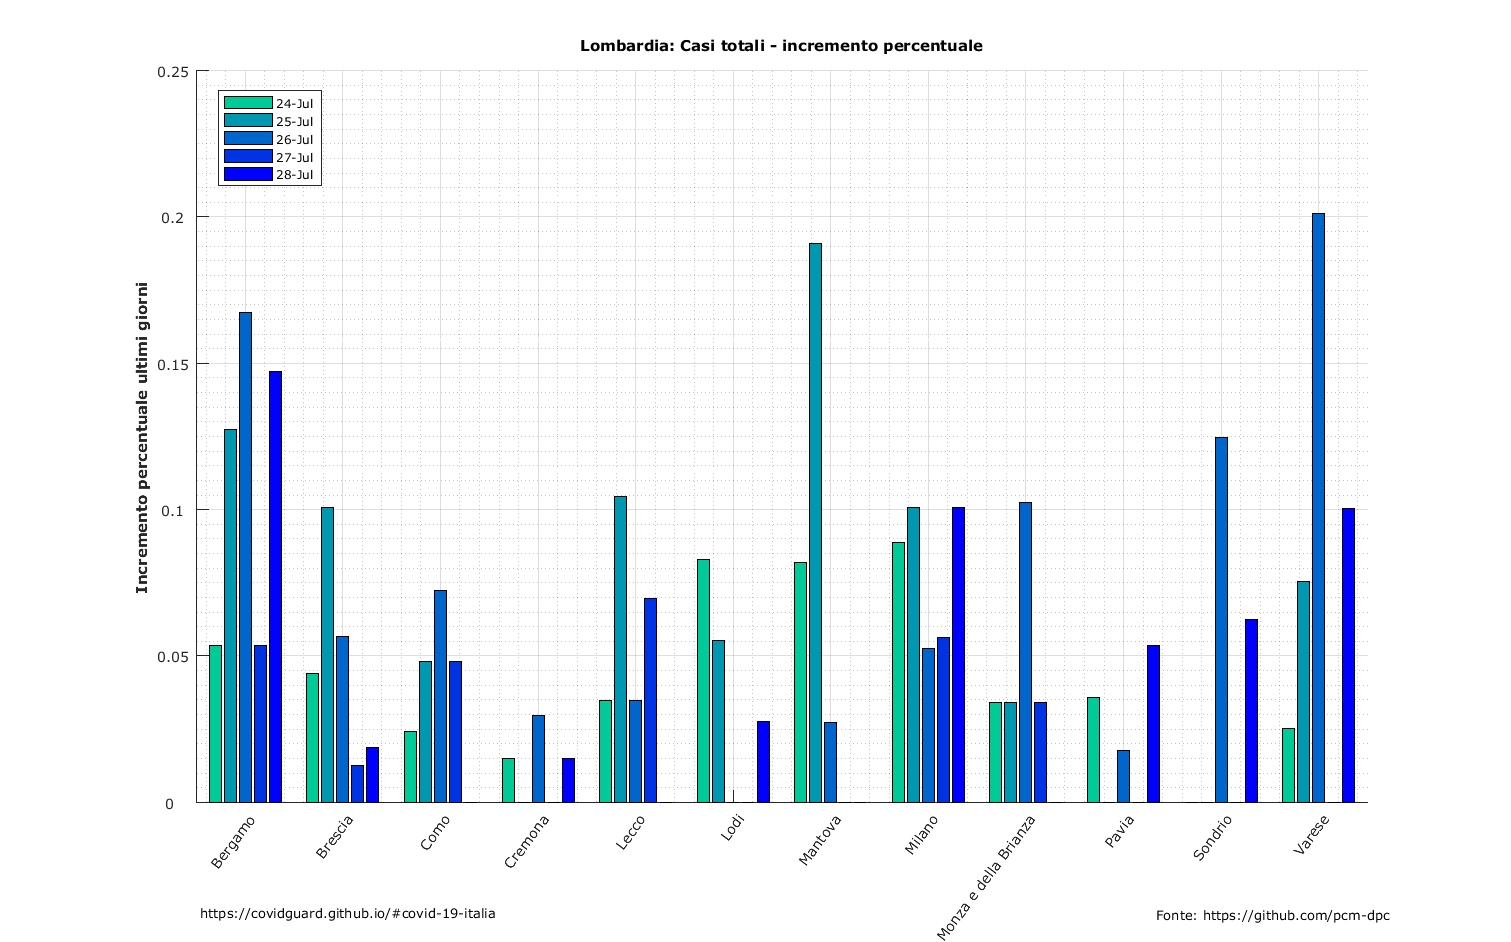 Lombardia: Casi totali - incremento percentuale
0.25
0.2
0.15
0.1
0.05
0
24-Jul
25-Jul
26-Jul
27-Jul
28-Jul
Incremento percentuale ultimi giorni
Bergamo
Brescia
Como
Cremona
Lecco
Lodi
Mantova
Milano
Monza e della Brianza
Pavia
Sondrio
Varese
https://covidguard.github.io/#covid-19-italia
Fonte: https://github.com/pcm-dpc